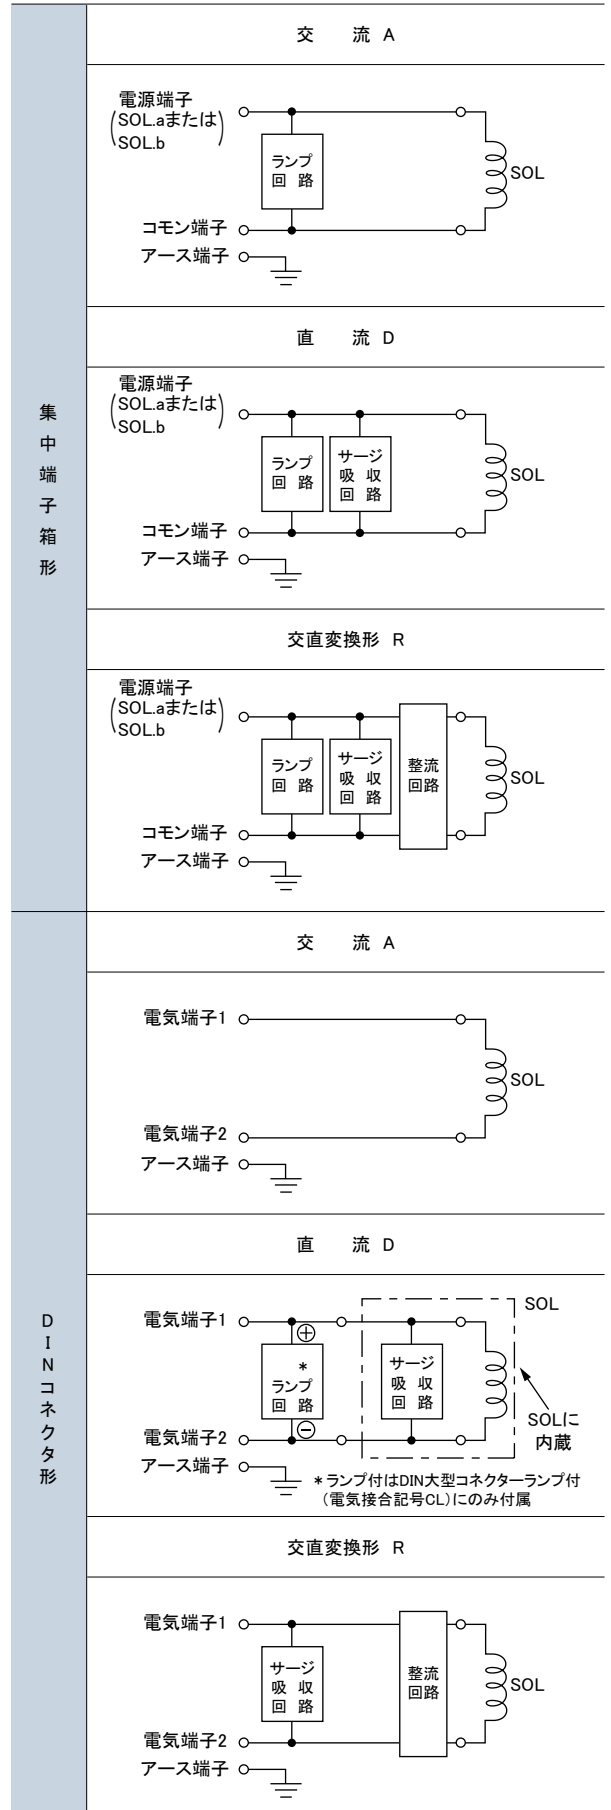 集中端子箱形
交 流 A
電源端子
(SOL.aまたは
SOL.b)
ランプ
回 路
SOL
コモン端子
アース端子
直 流 D
電源端子
(SOL.aまたは
SOL.b)
ランプ
回 路
サージ
吸 収
回 路
SOL
コモン端子
アース端子
交直変換形 R
電源端子
(SOL.aまたは
SOL.b)
ランプ
回 路
サージ
吸 収
回 路
整流
回路
SOL
コモン端子
アース端子
DINコネクタ形
交 流 A
電気端子1
SOL
電気端子2
アース端子
直 流 D
SOL
電気端子1
⊕
*
ランプ
回 路
サージ
吸 収
回 路
⊖
SOLに
内蔵
電気端子2
アース端子
*ランプ付はDIN大型コネクターランプ付
(電気接合記号CL)にのみ付属
交直変換形 R
電気端子1
サージ
吸 収
回 路
整流
回路
SOL
電気端子2
アース端子